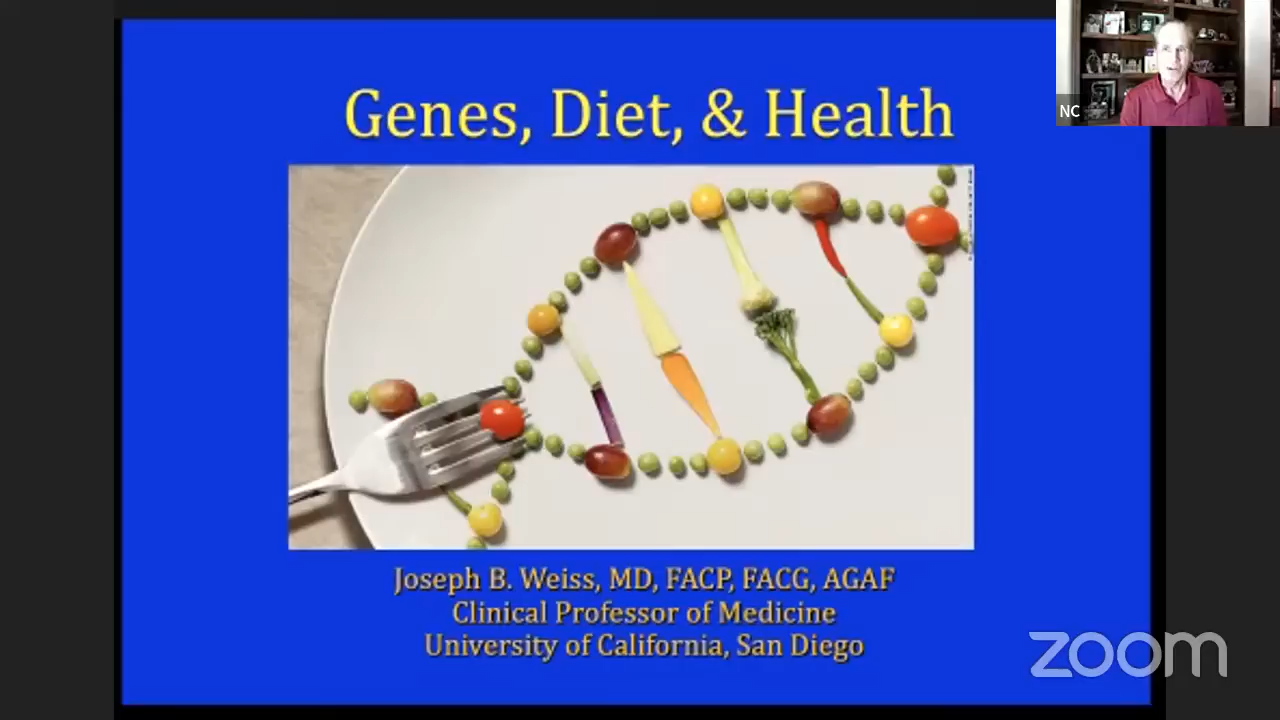 Genes, Diet, & Health
NC
Joseph B. Weiss, MD, FACP, FACG, AGAF
Clinical Professor of Medicine
University of California, San Diego
zoom